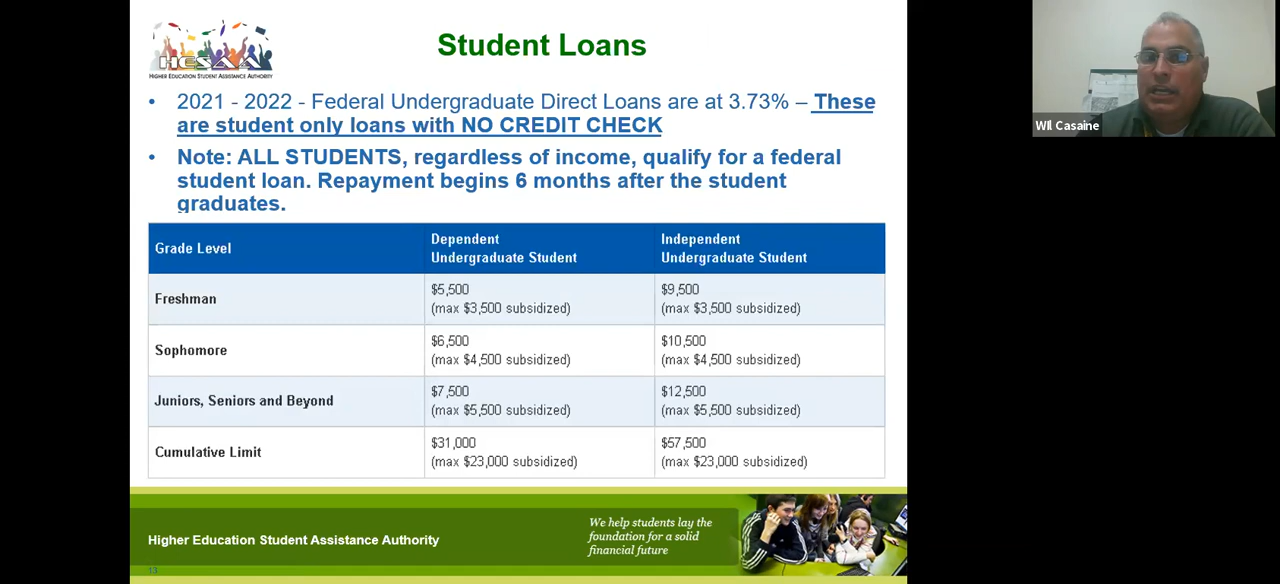 HESAA
HIGHER EDUCATION STUDENT ASSISTANCE AUTHORITY
Student Loans
• 2021 - 2022 - Federal Undergraduate Direct Loans are at 3.73% – These
are student only loans with NO CREDIT CHECK
• Note: ALL STUDENTS, regardless of income, qualify for a federal
student loan. Repayment begins 6 months after the student
graduates.
Grade Level
Dependent
Undergraduate Student
Independent
Undergraduate Student
Freshman
$5,500
(max $3,500 subsidized)
$9,500
(max $3,500 subsidized)
Sophomore
$6,500
(max $4,500 subsidized)
$10,500
(max $4,500 subsidized)
Juniors, Seniors and Beyond
$7,500
(max $5,500 subsidized)
$12,500
(max $5,500 subsidized)
Cumulative Limit
$31,000
(max $23,000 subsidized)
$57,500
(max $23,000 subsidized)
Higher Education Student Assistance Authority
We help students lay the
foundation for a solid
financial future
13
WIl Casaine